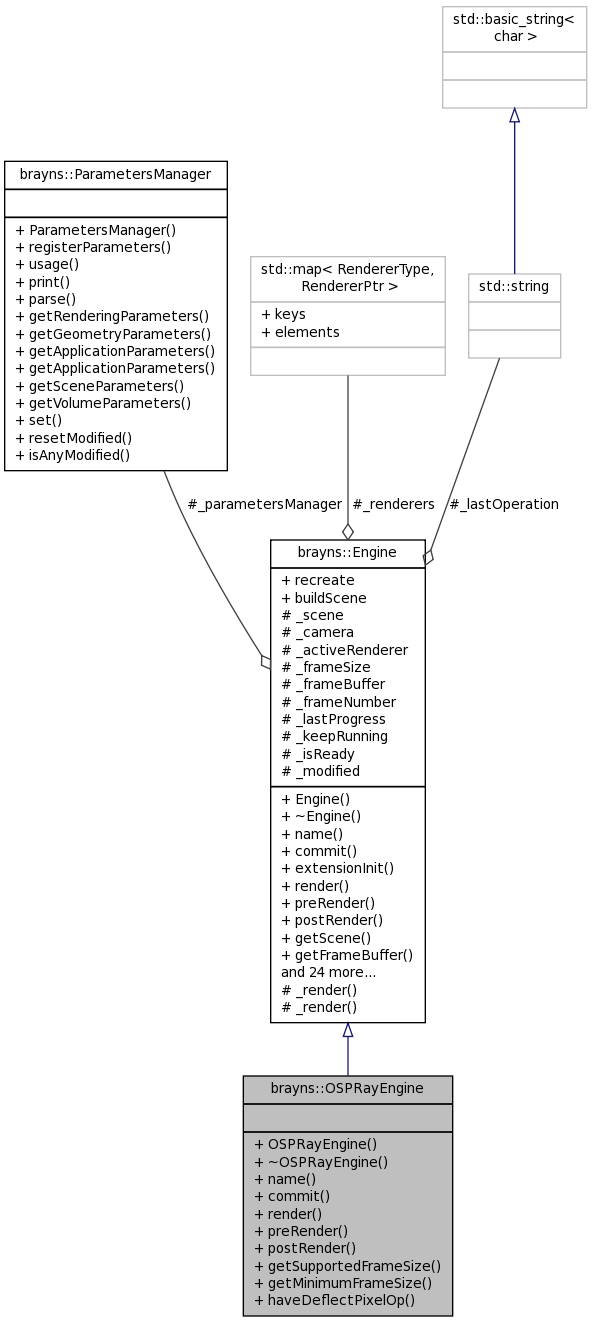 std::basic_string<
char >
brayns::ParametersManager
+ ParametersManager()
+ registerParameters()
+ usage()
+ print()
+ parse()
+ getRenderingParameters()
+ getGeometryParameters()
+ getApplicationParameters()
+ getApplicationParameters()
+ getSceneParameters()
+ getVolumeParameters()
+ set()
+ resetModified()
+ isAnyModified()
std::map< RendererType,
RendererPtr >
+ keys
+ elements
std::string
#_parametersManager
#_renderers
#_lastOperation
brayns::Engine
+ recreate
+ buildScene
# _scene
# _camera
# _activeRenderer
# _frameSize
# _frameBuffer
# _frameNumber
# _lastProgress
# _keepRunning
# _isReady
# _modified
+ Engine()
+ ~Engine()
+ name()
+ commit()
+ extensionInit()
+ render()
+ preRender()
+ postRender()
+ getScene()
+ getFrameBuffer()
and 24 more...
# _render()
# _render()
brayns::OSPRayEngine
+ OSPRayEngine()
+ ~OSPRayEngine()
+ name()
+ commit()
+ render()
+ preRender()
+ postRender()
+ getSupportedFrameSize()
+ getMinimumFrameSize()
+ haveDeflectPixelOp()